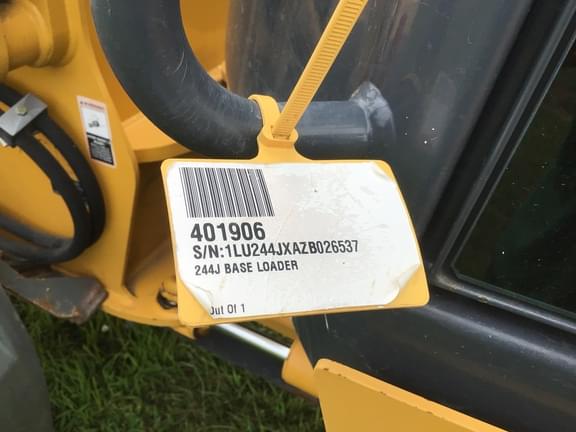 401906
S/N:1LU244JXAZB026537
244J BASE LOADER
Out Of 1